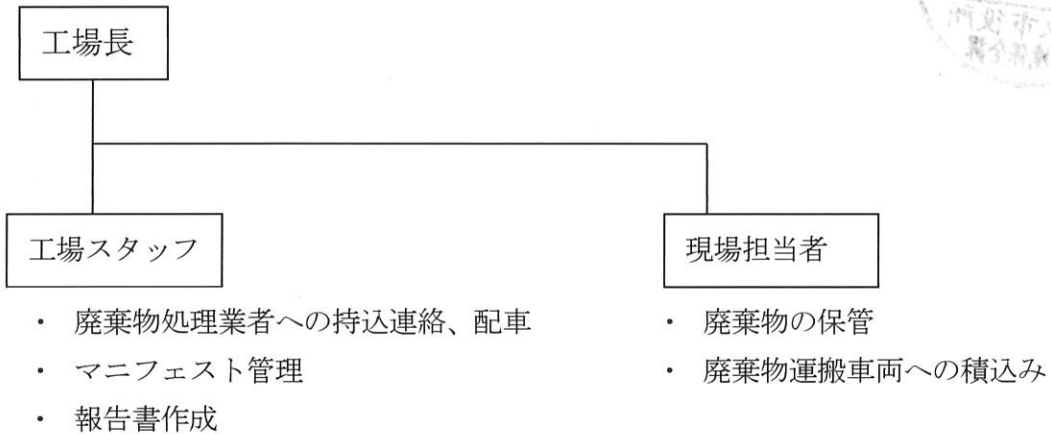 工場長
工場スタッフ
・ 廃棄物処理業者への持込連絡、配車
・ マニフェスト管理
・ 報告書作成
現場担当者
・ 廃棄物の保管
・ 廃棄物運搬車両への積込み